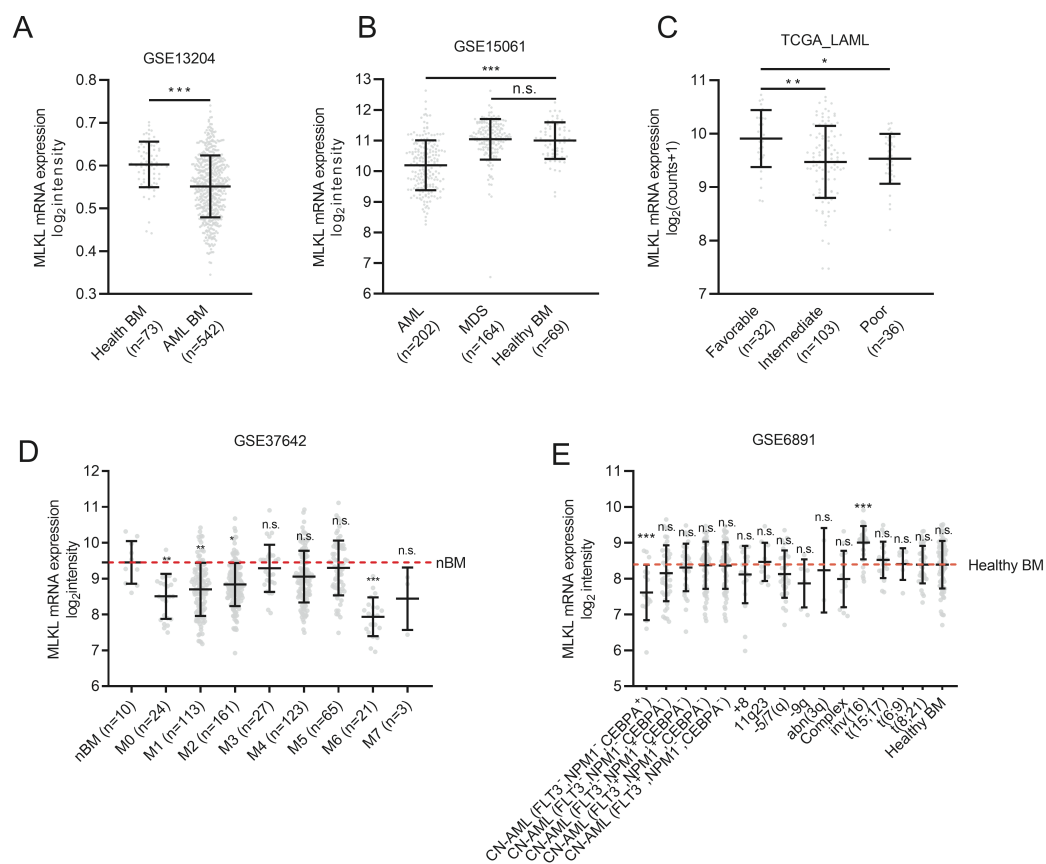 A
GSE13204
MLKL mRNA expression
log2intensity
0.8
0.7
0.6
0.5
0.4
0.3
***
Health BM
(n=73)
AML BM
(n=542)
B
GSE15061
MLKL mRNA expression
log2intensity
13
12
11
10
9
8
7
6
***
n.s.
AML
(n=202)
MDS
(n=164)
Healthy BM
(n=69)
C
TCGA_LAML
MLKL mRNA expression
log2(counts+1)
11
10
9
8
7
*
**
Favorable
(n=32)
Intermediate
(n=103)
Poor
(n=36)
D
GSE37642
MLKL mRNA expression
log2intensity
12
11
10
9
8
7
6
**
**
*
n.s.
n.s.
n.s.
***
n.s.
nBM
nBM (n=10)
M0 (n=24)
M1 (n=113)
M2 (n=161)
M3 (n=27)
M4 (n=123)
M5 (n=65)
M6 (n=21)
M7 (n=3)
E
GSE6891
MLKL mRNA expression
log2 intensity
11
10
9
8
7
6
5
***
n.s.
n.s.
n.s.
n.s.
n.s.
n.s.
n.s.
n.s.
n.s.
n.s.
***
n.s.
n.s.
n.s.
n.s.
Healthy BM
CN-AML (FLT3-,NPM1-,CEBPA+)
CN-AML (FLT3-,NPM1-,CEBPA-)
CN-AML (FLT3+,NPM1+,CEBPA-)
CN-AML (FLT3+,NPM1+,CEBPA-)
CN-AML (FLT3-,NPM1-,CEBPA-)
+8
11q23
-5/7(q)
-9q
abn(3q)
Complex
inv(16)
t(15;17)
t(6;9)
t(8;21)
Healthy BM